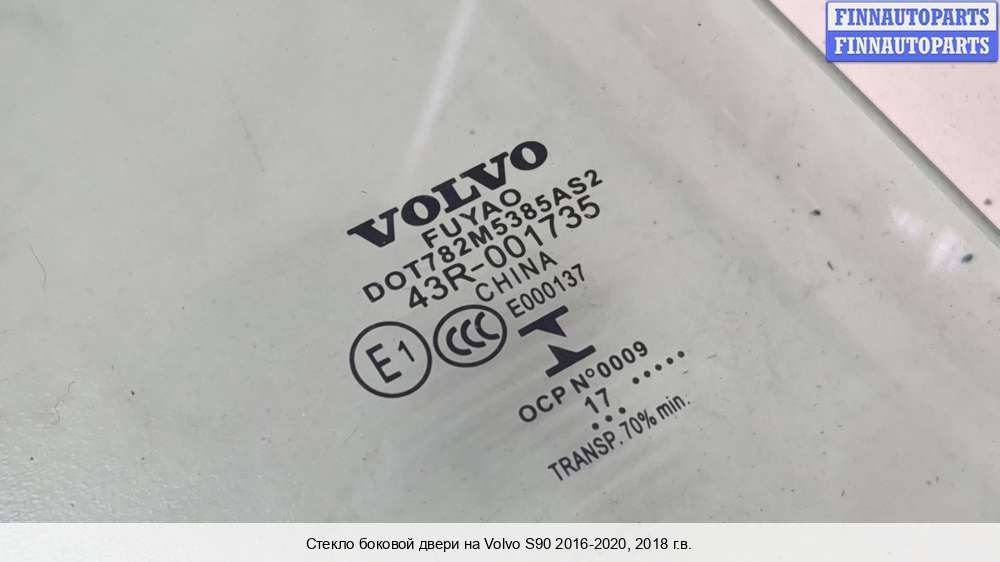 FINNAUTOPARTS
FINNAUTOPARTS
VOLVO
FUYAO
DOT782M5385AS2
43R-001735
CHINA
E1 CCC E000137
OCP N°0009
17 .....
...
TRANSP. 70% min.
Стекло боковой двери на Volvo S90 2016-2020, 2018 г.в.